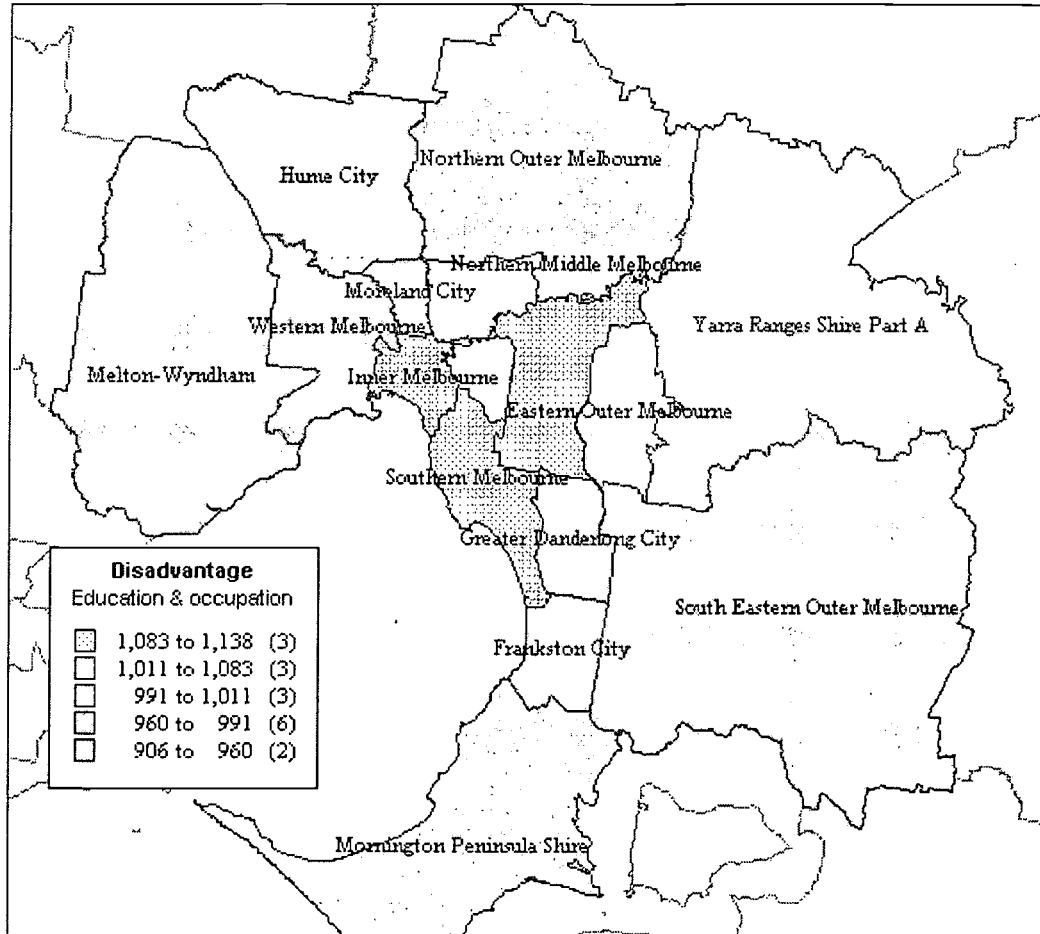 Northern Outer Melbourne
Hume City
Northern Middle Melbourne
Moreland City
Western Melbourne
Yarra Ranges Shire Part A
Melton-Wyndham
Inner Melbourne
Eastern Outer Melbourne
Southern Melbourne
Greater Dandenong City
South Eastern Outer Melbourne
Frankston City
Mornington Peninsula Shire
Disadvantage
Education & occupation
1,083 to 1,138 (3)
1,011 to 1,083 (3)
991 to 1,011 (3)
960 to 991 (6)
906 to 960 (2)